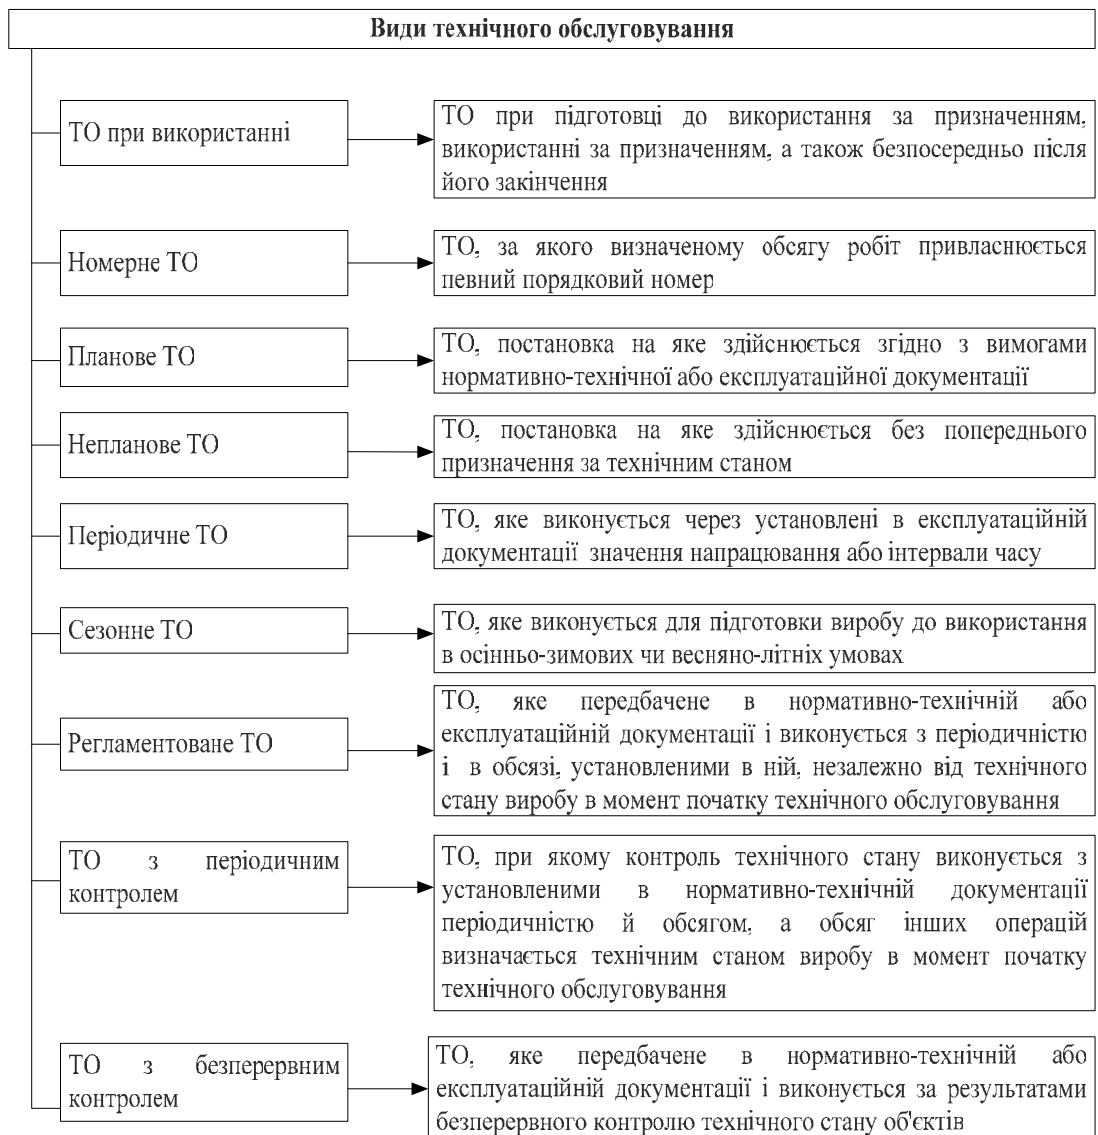 Види технічного обслуговування
ТО при використанні
ТО при підготовці до використання за призначенням,
використанні за призначенням, а також безпосередньо після
його закінчення
Номерне ТО
ТО, за якого визначеному обсягу робіт привласнюється
певний порядковий номер
Планове ТО
ТО, постановка на яке здійснюється згідно з вимогами
нормативно-технічної або експлуатаційної документації
Непланове ТО
ТО, постановка на яке здійснюється без попереднього
призначення за технічним станом
Періодичне ТО
ТО, яке виконується через установлені в експлуатаційній
документації значення напрацювання або інтервали часу
Сезонне ТО
ТО, яке виконується для підготовки виробу до використання
в осінньо-зимових чи весняно-літніх умовах
Регламентоване ТО
ТО, яке передбачене в нормативно-технічній або
експлуатаційній документації і виконується з періодичністю
і в обсязі, установленими в ній, незалежно від технічного
стану виробу в момент початку технічного обслуговування
ТО з періодичним
контролем
ТО, при якому контроль технічного стану виконується з
установленими в нормативно-технічній документації
періодичністю й обсягом, а обсяг інших операцій
визначається технічним станом виробу в момент початку
технічного обслуговування
ТО з безперервним
контролем
ТО, яке передбачене в нормативно-технічній або
експлуатаційній документації і виконується за результатами
безперервного контролю технічного стану об'єктів